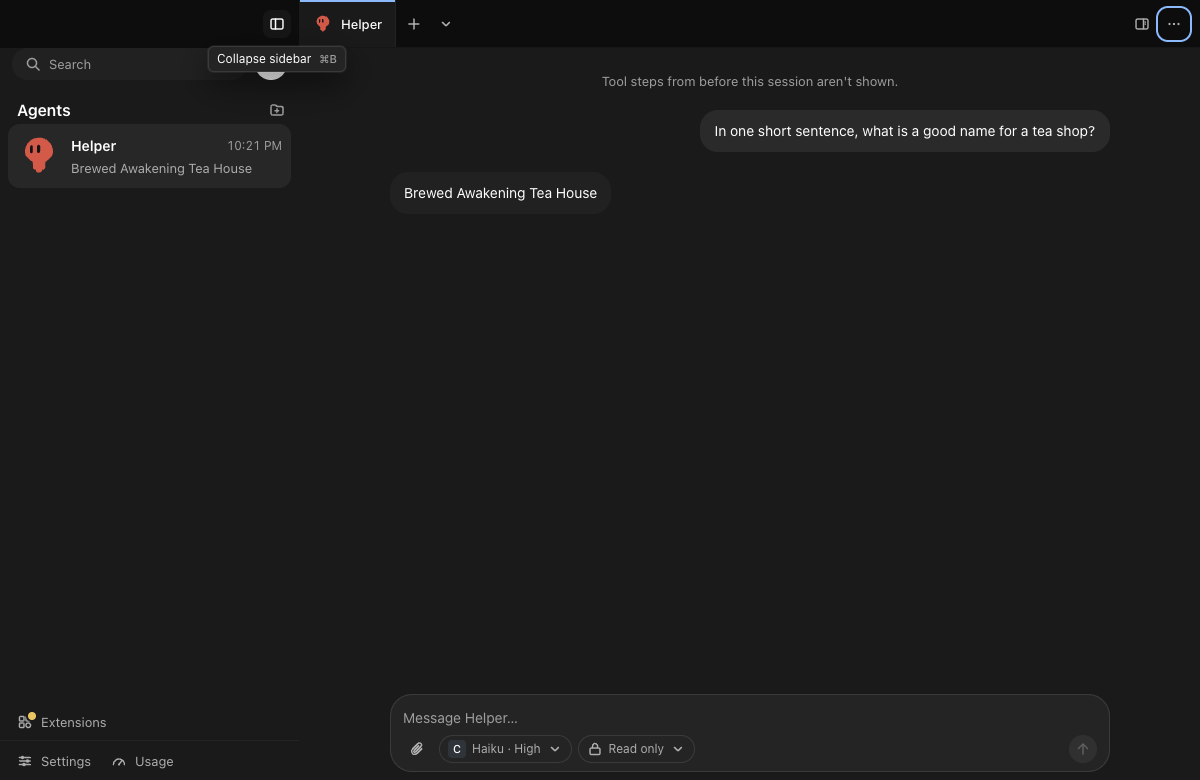 Helper
Collapse sidebar ⌘B
Search
Agents
Helper 10:21 PM
Brewed Awakening Tea House
Tool steps from before this session aren't shown.
In one short sentence, what is a good name for a tea shop?
Brewed Awakening Tea House
Message Helper...
C Haiku · High
Read only
Extensions
Settings
Usage